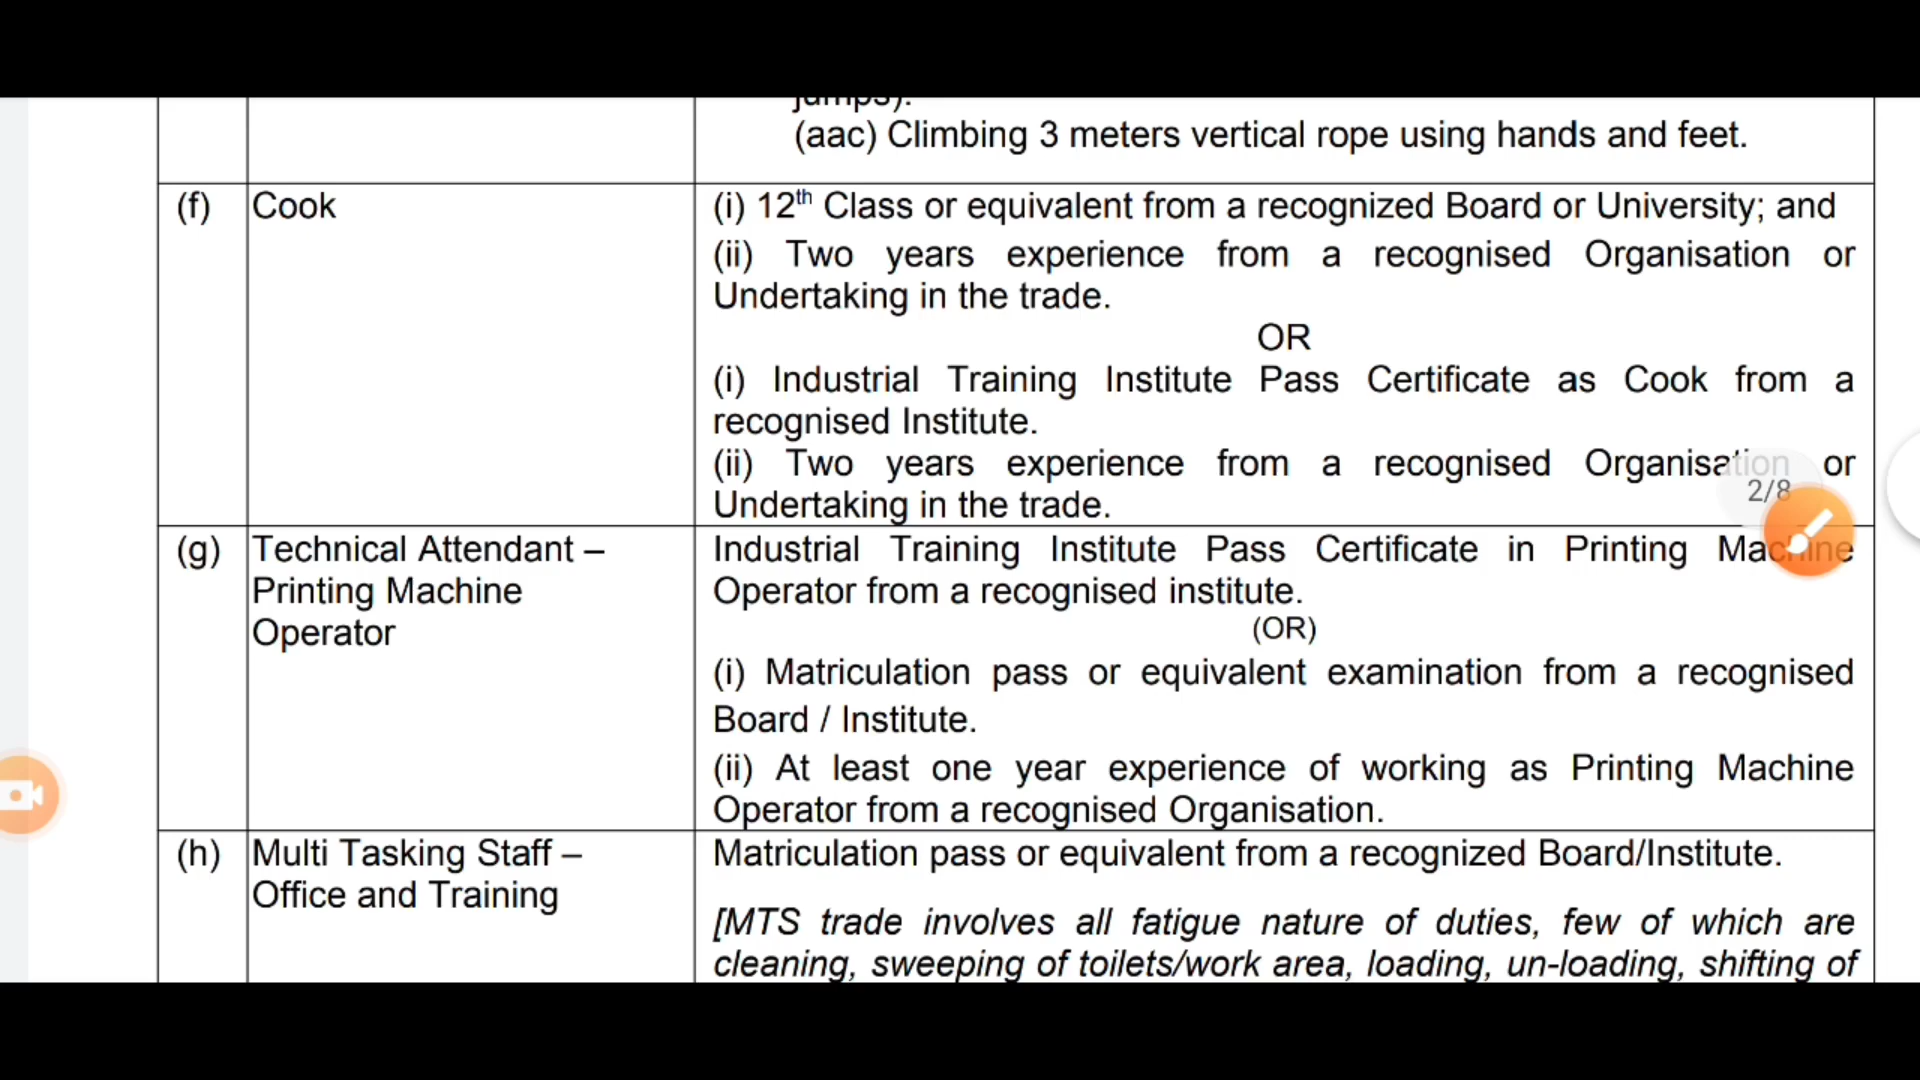 jumps).
(aac) Climbing 3 meters vertical rope using hands and feet.
(f) Cook (i) 12th Class or equivalent from a recognized Board or University; and
(ii) Two years experience from a recognised Organisation or
Undertaking in the trade.
OR
(i) Industrial Training Institute Pass Certificate as Cook from a
recognised Institute.
(ii) Two years experience from a recognised Organisation or
Undertaking in the trade.
2/8
(g) Technical Attendant – Industrial Training Institute Pass Certificate in Printing Machine
Printing Machine Operator from a recognised institute.
Operator (OR)
(i) Matriculation pass or equivalent examination from a recognised
Board / Institute.
(ii) At least one year experience of working as Printing Machine
Operator from a recognised Organisation.
(h) Multi Tasking Staff – Matriculation pass or equivalent from a recognized Board/Institute.
Office and Training
[MTS trade involves all fatigue nature of duties, few of which are
cleaning, sweeping of toilets/work area, loading, un-loading, shifting of